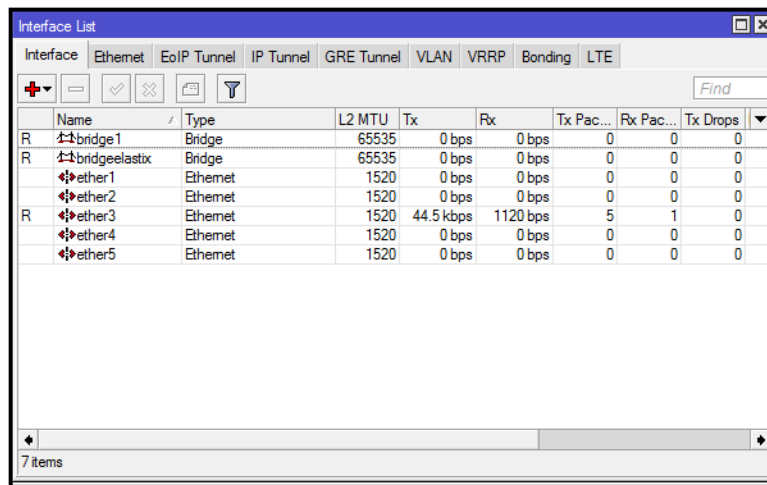 Interface List
Interface Ethernet EoIP Tunnel IP Tunnel GRE Tunnel VLAN VRRP Bonding LTE
Find
Name / Type L2 MTU Tx Rx Tx Pac... Rx Pac... Tx Drops
R bridge1 Bridge 65535 0 bps 0 bps 0 0 0
R bridgeelastix Bridge 65535 0 bps 0 bps 0 0 0
ether1 Ethernet 1520 0 bps 0 bps 0 0 0
ether2 Ethernet 1520 0 bps 0 bps 0 0 0
R ether3 Ethernet 1520 44.5 kbps 1120 bps 5 1 0
ether4 Ethernet 1520 0 bps 0 bps 0 0 0
ether5 Ethernet 1520 0 bps 0 bps 0 0 0
7 items